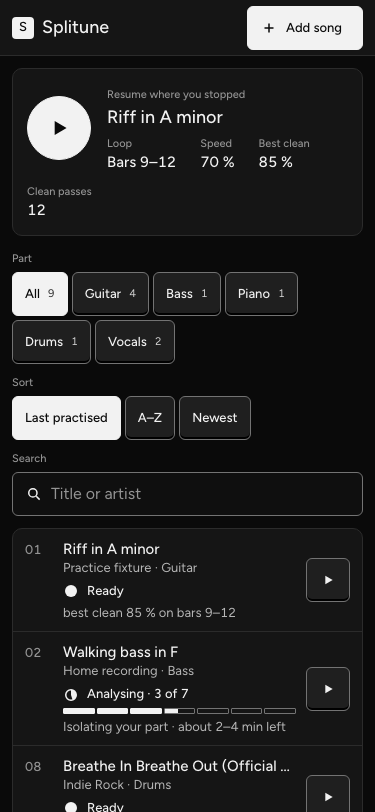 S Splitune
+ Add song
Resume where you stopped
Riff in A minor
Loop Speed Best clean
Bars 9–12 70 % 85 %
Clean passes
12
Part
All 9 Guitar 4 Bass 1 Piano 1
Drums 1 Vocals 2
Sort
Last practised A–Z Newest
Search
Title or artist
01 Riff in A minor
Practice fixture · Guitar
Ready
best clean 85 % on bars 9–12
02 Walking bass in F
Home recording · Bass
Analysing · 3 of 7
Isolating your part · about 2–4 min left
08 Breathe In Breathe Out (Official ...
Indie Rock · Drums
Ready